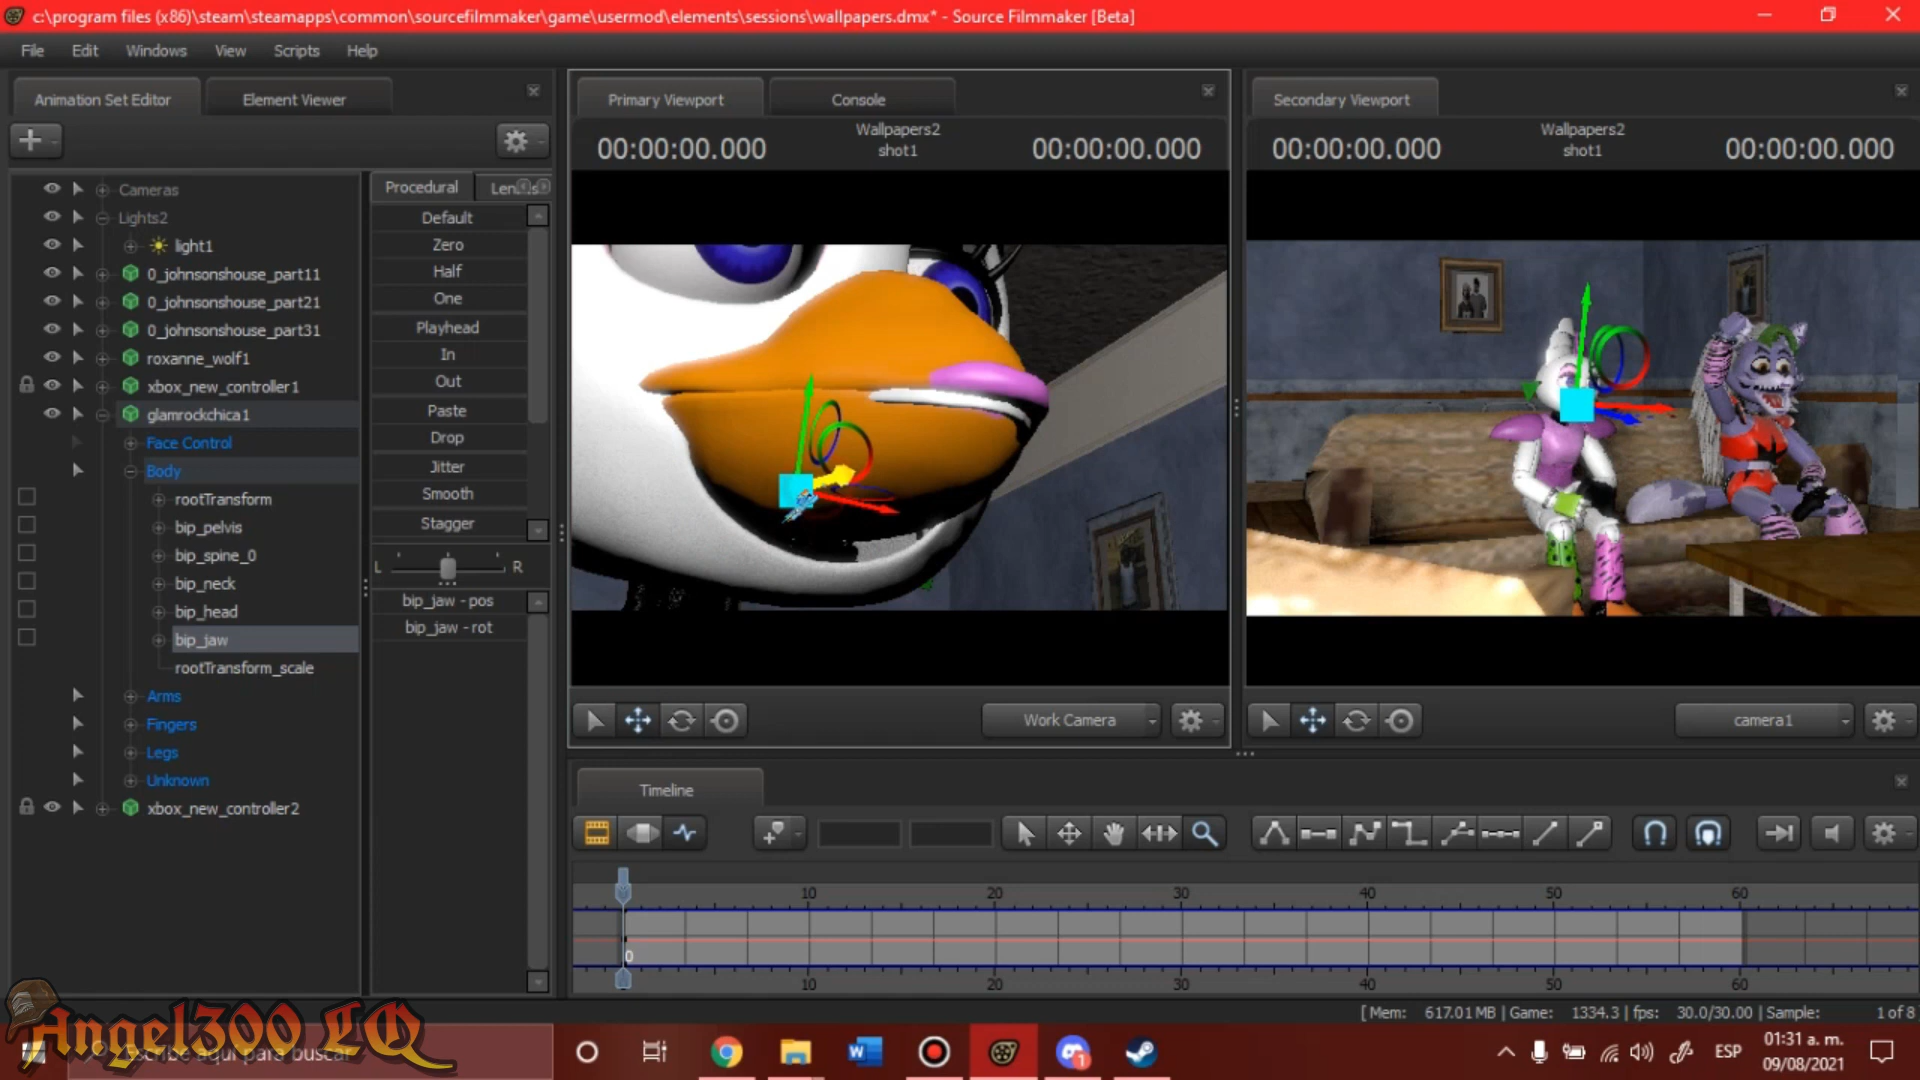 c:\program files (x86)\steam\steamapps\common\sourcefilmmaker\game\usermod\elements\sessions\wallpapers.dmx* - Source Filmmaker [Beta]
File Edit Windows View Scripts Help
Animation Set Editor Element Viewer
Primary Viewport Console
Secondary Viewport
00:00:00.000 Wallpapers2 00:00:00.000
shot1
00:00:00.000 Wallpapers2 00:00:00.000
shot1
Cameras
Lights2
light1
0_johnsonshouse_part11
0_johnsonshouse_part21
0_johnsonshouse_part31
roxanne_wolf1
xbox_new_controller1
glamrockchica1
Face Control
Body
rootTransform
bip_pelvis
bip_spine_0
bip_neck
bip_head
bip_jaw
rootTransform_scale
Arms
Fingers
Legs
Unknown
xbox_new_controller2
Procedural
Default
Zero
Half
One
Playhead
In
Out
Paste
Drop
Jitter
Smooth
Stagger
L R
bip_jaw - pos
bip_jaw - rot
Work Camera
camera1
Timeline
10 20 30 40 50 60
0
10 20 30 40 50 60
[ Mem: 617.01 MB | Game: 1334.3 | fps: 30.0/30.00 | Sample: 1 of 8
Angel300 LQ
Escribe aquí para buscar
1
ESP
01:31 a. m.
09/08/2021